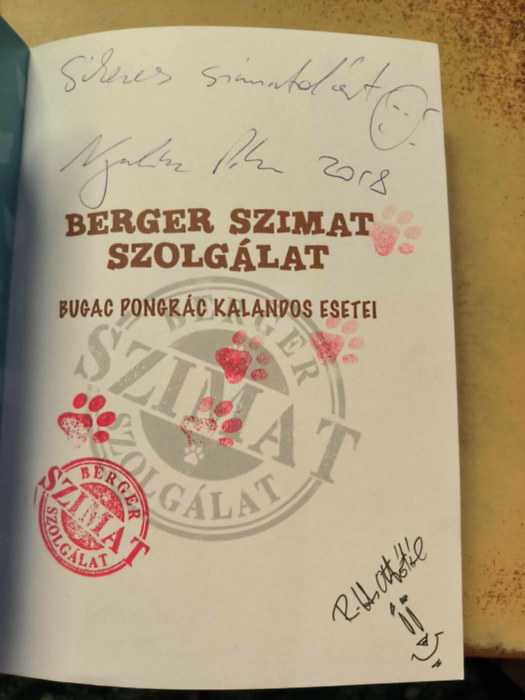 Sikeres szimatolást
2018
BERGER SZIMAT
SZOLGÁLAT
BUGAC PONGRÁC KALANDOS ESETEI
BERGER
SZIMAT
SZOLGÁLAT
BERGER
SZIMAT
SZOLGÁLAT